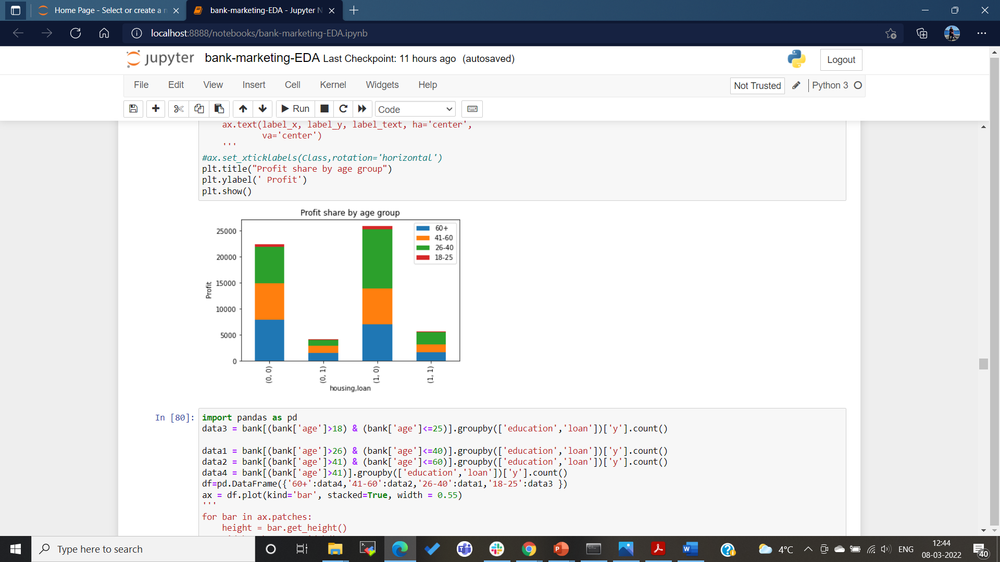 Home Page - Select or create a n
bank-marketing-EDA - Jupyter N
localhost:8888/notebooks/bank-marketing-EDA.ipynb
jupyter bank-marketing-EDA Last Checkpoint: 11 hours ago (autosaved)
Logout
File Edit View Insert Cell Kernel Widgets Help
Not Trusted
Python 3
Run
Code
ax.text(label_x, label_y, label_text, ha='center',
va='center')
'''
#ax.set_xticklabels(Class,rotation='horizontal')
plt.title("Profit share by age group")
plt.ylabel(' Profit')
plt.show()
Profit share by age group
60+
41-60
26-40
18-25
25000
20000
15000
10000
5000
0
Profit
(0, 0)
(0, 1)
(1, 0)
(1, 1)
housing,loan
In [80]:
import pandas as pd
data3 = bank[(bank['age']>18) & (bank['age']<=25)].groupby(['education','loan'])['y'].count()
data1 = bank[(bank['age']>26) & (bank['age']<=40)].groupby(['education','loan'])['y'].count()
data2 = bank[(bank['age']>41) & (bank['age']<=60)].groupby(['education','loan'])['y'].count()
data4 = bank[(bank['age']>41)].groupby(['education','loan'])['y'].count()
df=pd.DataFrame({'60+':data4,'41-60':data2,'26-40':data1,'18-25':data3 })
ax = df.plot(kind='bar', stacked=True, width = 0.55)
'''
for bar in ax.patches:
height = bar.get_height()
Type here to search
4°C
ENG
12:44
08-03-2022
40